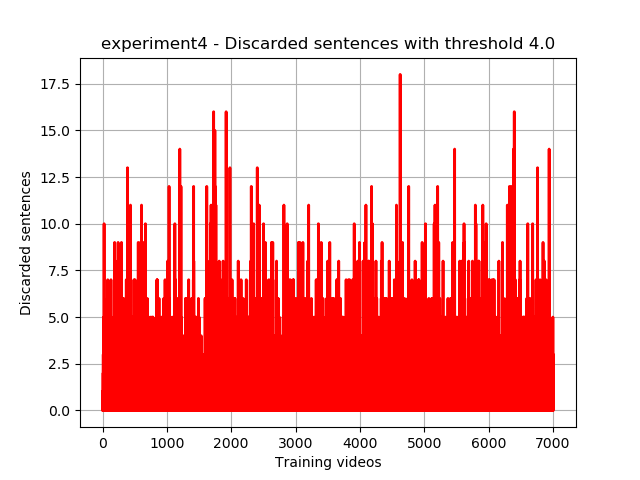 experiment4 - Discarded sentences with threshold 4.0
17.5
15.0
12.5
10.0
7.5
5.0
2.5
0.0
Discarded sentences
0 1000 2000 3000 4000 5000 6000 7000
Training videos